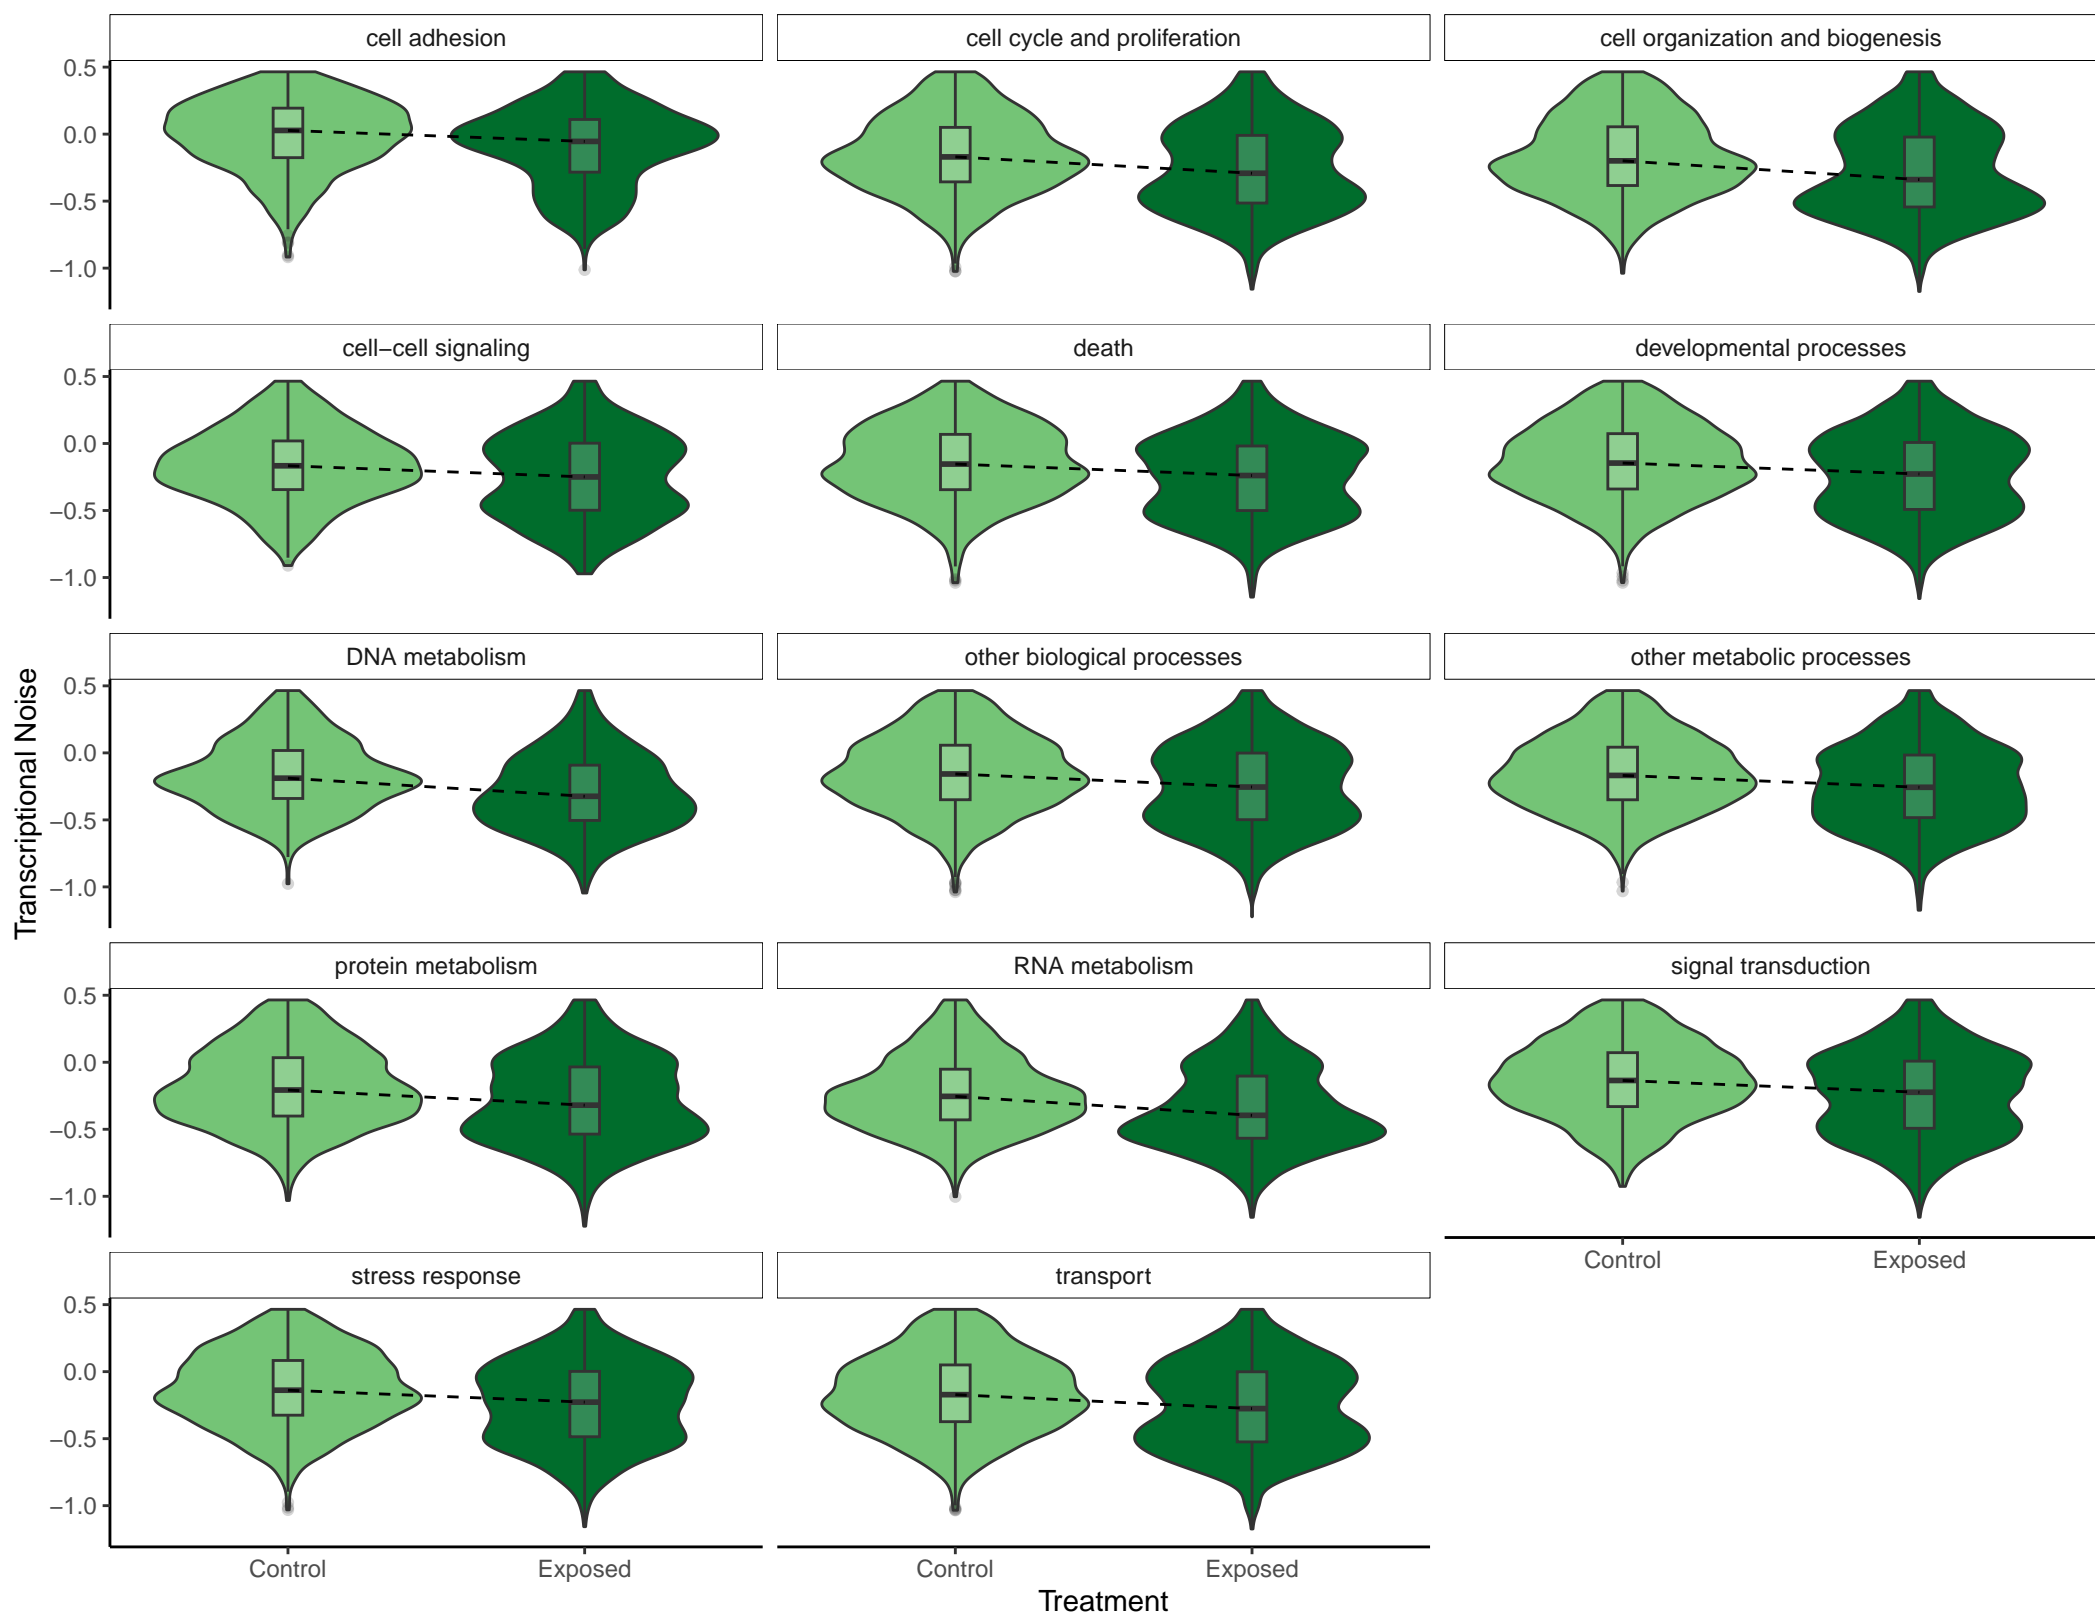 cell adhesion
cell cycle and proliferation
cell organization and biogenesis
0.5
0.0
−0.5
−1.0
cell−cell signaling
death
developmental processes
0.5
0.0
−0.5
−1.0
DNA metabolism
other biological processes
other metabolic processes
0.5
0.0
−0.5
−1.0
Transcriptional Noise
protein metabolism
RNA metabolism
signal transduction
0.5
0.0
−0.5
−1.0
Control
Exposed
stress response
transport
0.5
0.0
−0.5
−1.0
Control
Exposed
Control
Exposed
Treatment